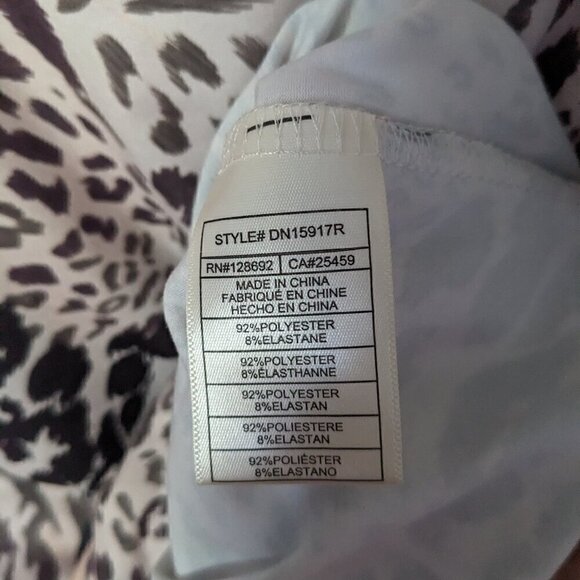 STYLE# DN15917R
RN#128692 CA#25459
MADE IN CHINA
FABRIQUÉ EN CHINE
HECHO EN CHINA
92%POLYESTER
8%ELASTANE
92%POLYESTER
8%ÉLASTHANNE
92%POLYESTER
8%ELASTAN
92%POLIESTERE
8%ELASTAN
92%POLIÉSTER
8%ELASTANO